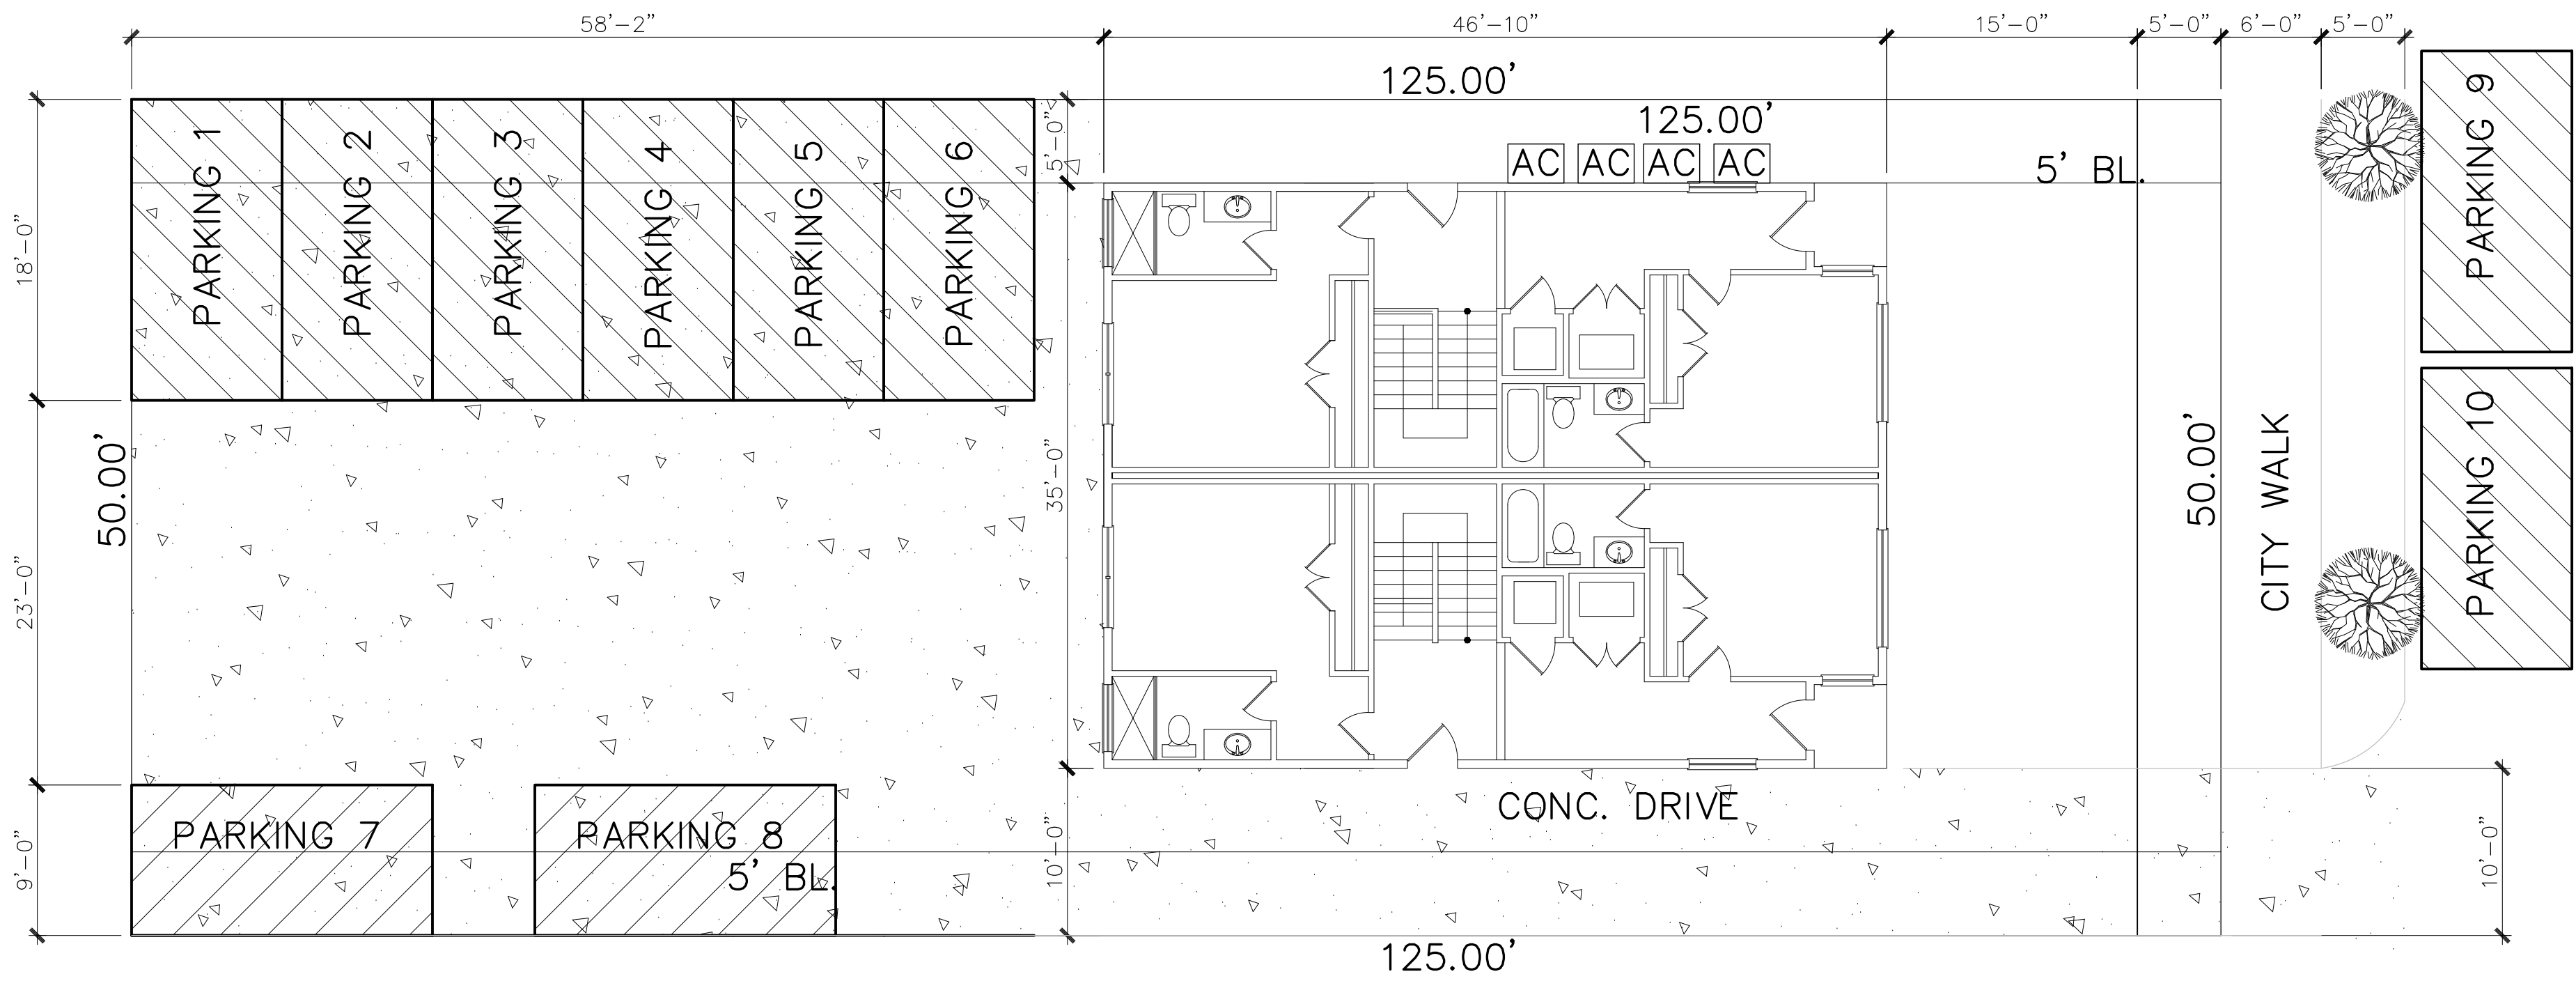 58'-2"
46'-10"
15'-0"
5'-0"
6'-0"
5'-0"
125.00'
125.00'
AC
AC
AC
AC
5' BL.
5'-0"
PARKING 1
PARKING 2
PARKING 3
PARKING 4
PARKING 5
PARKING 6
PARKING 9
18'-0"
50.00'
35'-0"
50.00'
CITY WALK
PARKING 10
23'-0"
CONC. DRIVE
PARKING 7
PARKING 8
5' BL.
9'-0"
10'-0"
10'-0"
125.00'